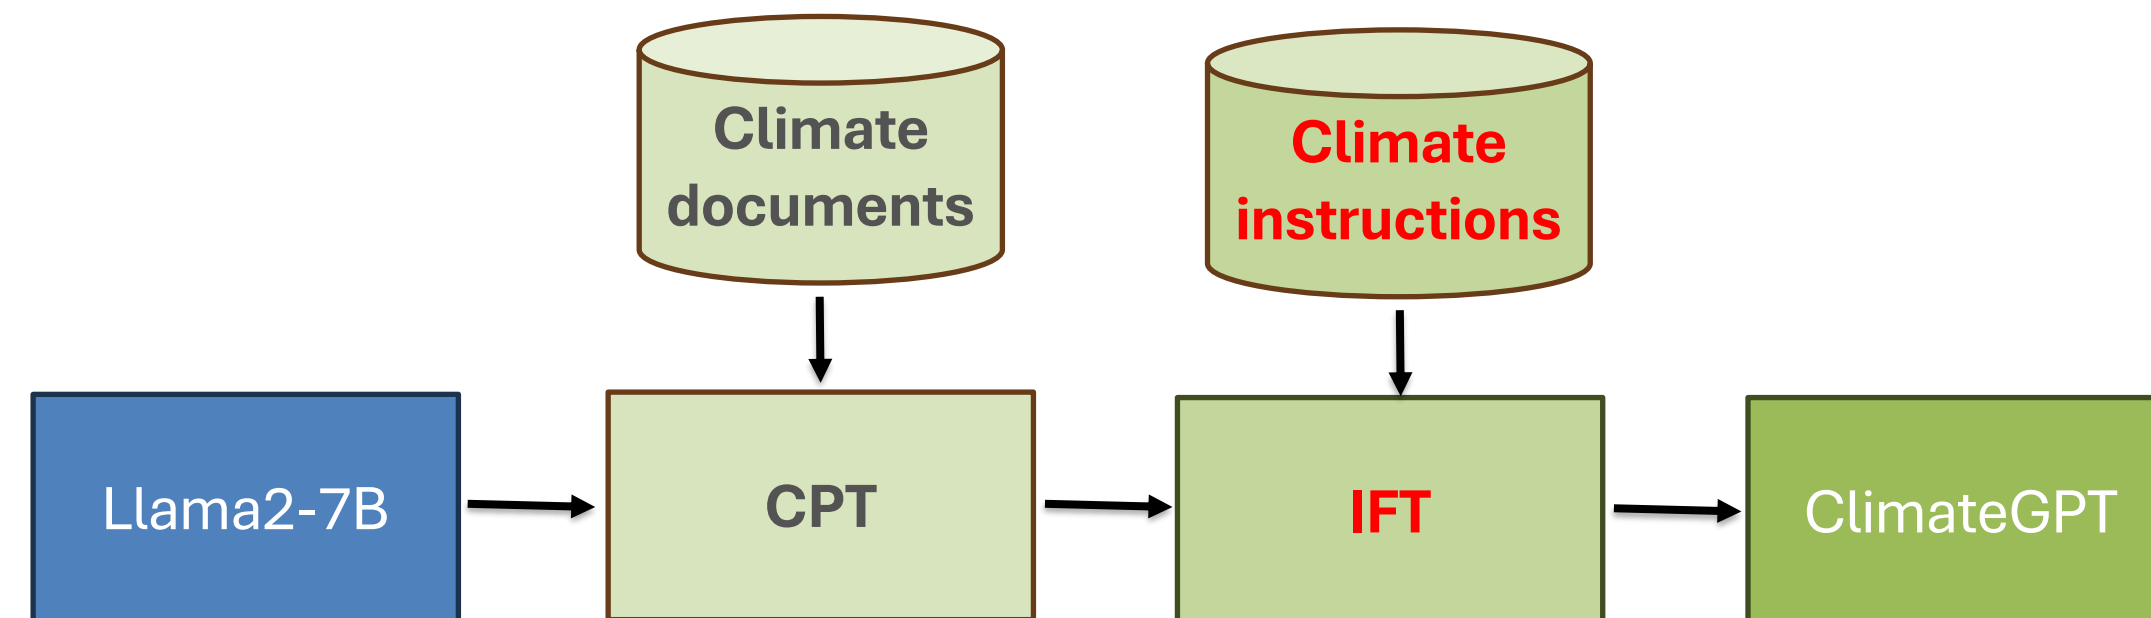 Climate
documents
Climate
instructions
Llama2-7B
CPT
IFT
ClimateGPT